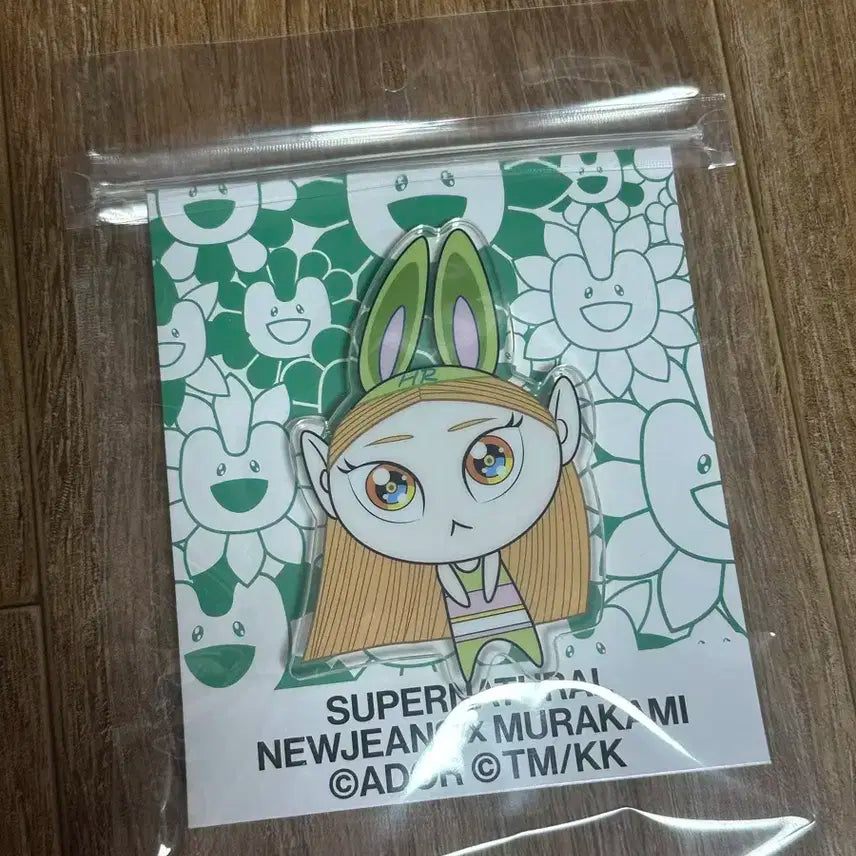 HR
SUPERNATURAL
NEWJEANS x MURAKAMI
©ADOR ©TM/KK